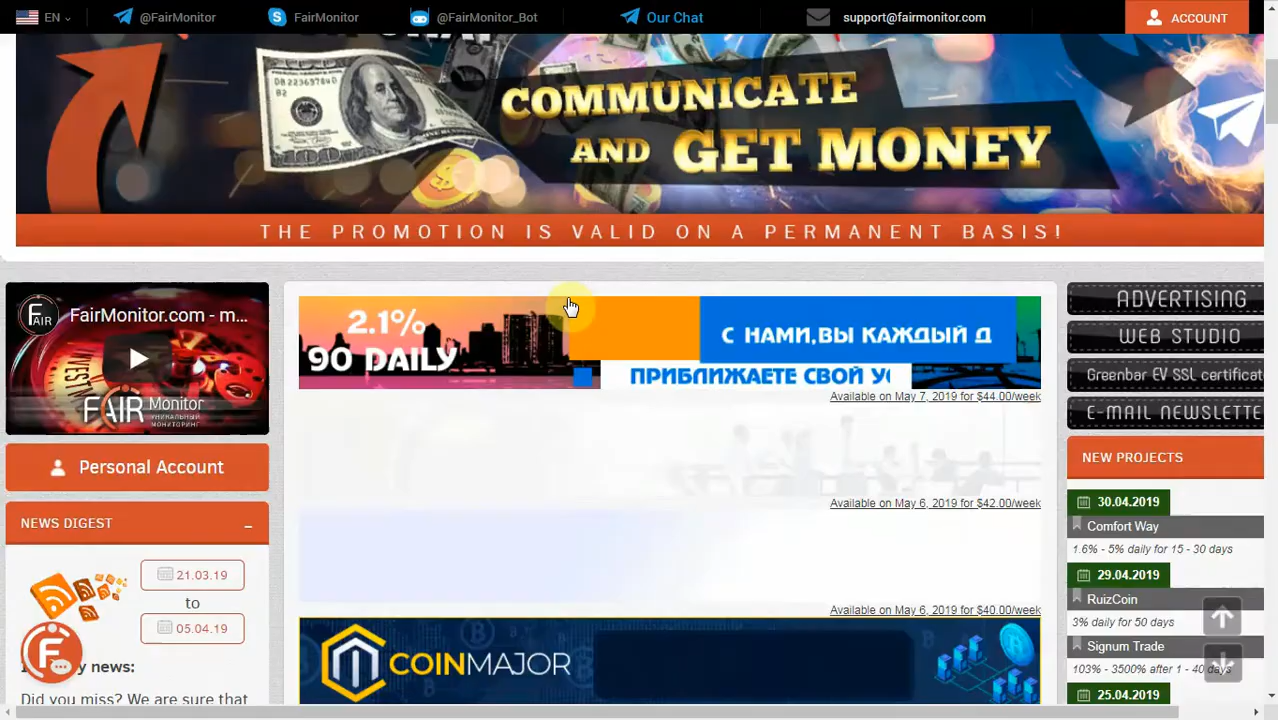 EN
@FairMonitor
FairMonitor
@FairMonitor_Bot
Our Chat
support@fairmonitor.com
ACCOUNT
COMMUNICATE
AND GET MONEY
THE PROMOTION IS VALID ON A PERMANENT BASIS!
FAIR
FairMonitor.com - m...
FAIR Monitor
УНИКАЛЬНЫЙ
МОНИТОРИНГ
Personal Account
NEWS DIGEST
21.03.19
to
05.04.19
y news:
Did you miss? We are sure that
2.1%
90 DAILY
С НАМИ,ВЫ КАЖДЫЙ Д
ПРИБЛИЖАЕТЕ СВОЙ
Available on May 7, 2019 for $44.00/week
Available on May 6, 2019 for $42.00/week
Available on May 6, 2019 for $40.00/week
COINMAJOR
ADVERTISING
WEB STUDIO
Greenbar EV SSL certificat
E-MAIL NEWSLETTE
NEW PROJECTS
30.04.2019
Comfort Way
1.6% - 5% daily for 15 - 30 days
29.04.2019
RuizCoin
3% daily for 50 days
Signum Trade
103% - 3500% after 1 - 40 days
25.04.2019